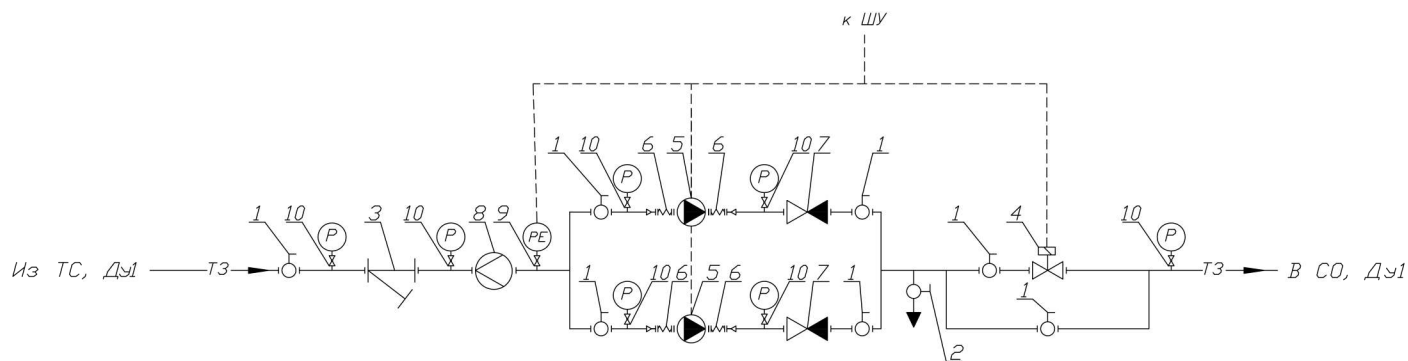 к ШУ
1 10 6 5 6 10 7 1
P P
1 10 3 10 8 9 1 4 10
P P PE P
Из ТС, Ду1 Т3 Т3 В СО, Ду1
1 10 6 5 6 10 7 1 1
P P
2